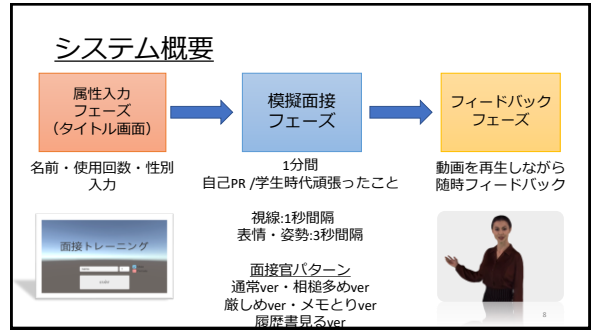 システム概要
属性入力
フェーズ
（タイトル画面）
模擬面接
フェーズ
フィードバック
フェーズ
名前・使用回数・性別
入力
1分間
自己PR /学生時代頑張ったこと
視線:1秒間隔
表情・姿勢:3秒間隔
面接官パターン
通常ver・相槌多めver
厳しめver・メモとりver
履歴書見るver
動画を再生しながら
随時フィードバック
面接トレーニング
8